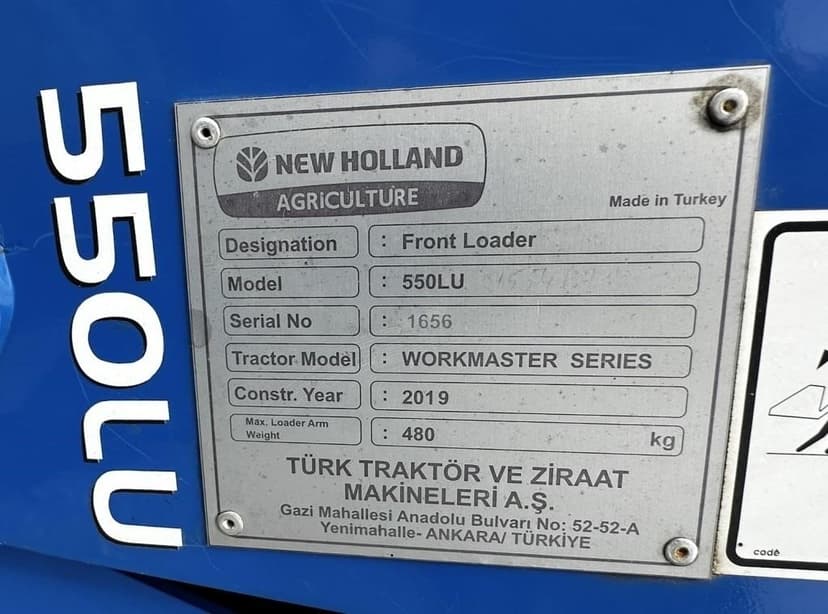 550LU
NEW HOLLAND
AGRICULTURE
Made in Turkey
Designation : Front Loader
Model : 550LU
Serial No : 1656
Tractor Model : WORKMASTER SERIES
Constr. Year : 2019
Max. Loader Arm
Weight : 480 kg
TÜRK TRAKTÖR VE ZİRAAT
MAKİNELERİ A.Ş.
Gazi Mahallesi Anadolu Bulvarı No: 52-52-A
Yenimahalle- ANKARA/ TÜRKİYE
code